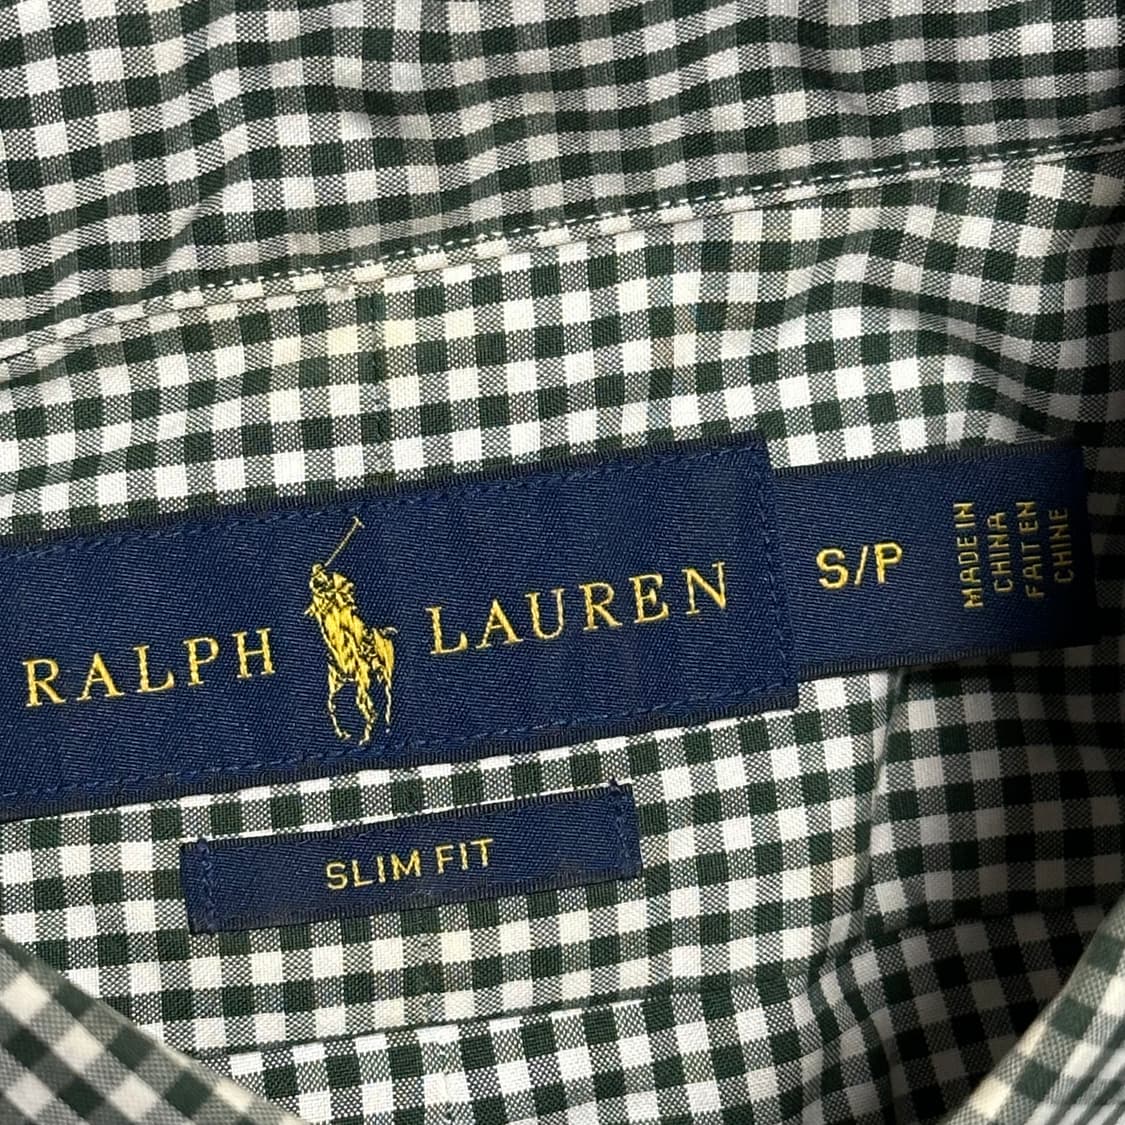 RALPH LAUREN
S/P
MADE IN
CHINA
FAIT EN
CHINE
SLIM FIT